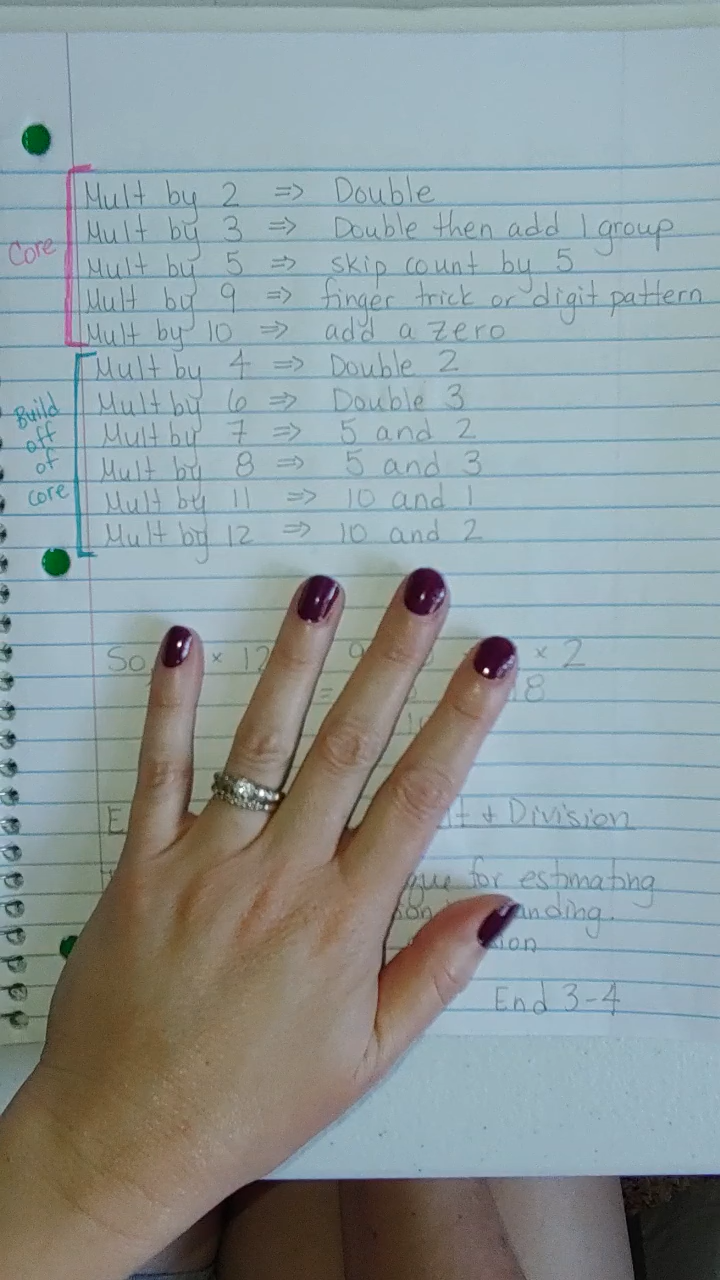 Mult by 2 => Double
Mult by 3 => Double then add 1 group
Mult by 5 => skip count by 5
Mult by 9 => finger trick or digit pattern
Mult by 10 => add a zero
Core
Mult by 4 => Double 2
Mult by 6 => Double 3
Mult by 7 => 5 and 2
Mult by 8 => 5 and 3
Mult by 11 => 10 and 1
Mult by 12 => 10 and 2
Build
off
of
core
So × 12 9 × 2
= 18
+ Division
for estimating
End 3-4